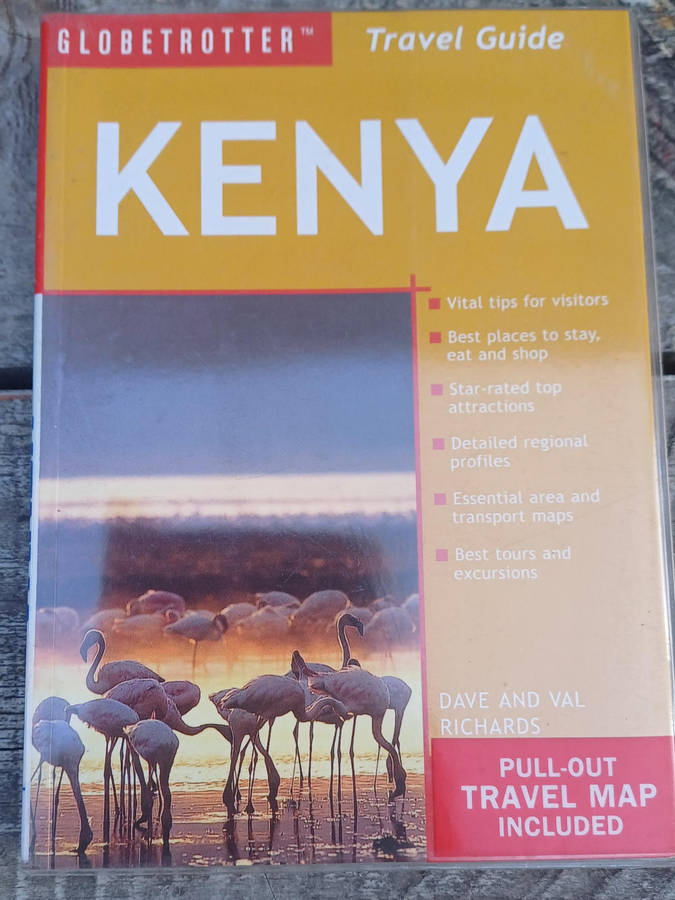 GLOBETROTTER™ Travel Guide
KENYA
Vital tips for visitors
Best places to stay,
eat and shop
Star-rated top
attractions
Detailed regional
profiles
Essential area and
transport maps
Best tours and
excursions
DAVE AND VAL
RICHARDS
PULL-OUT
TRAVEL MAP
INCLUDED